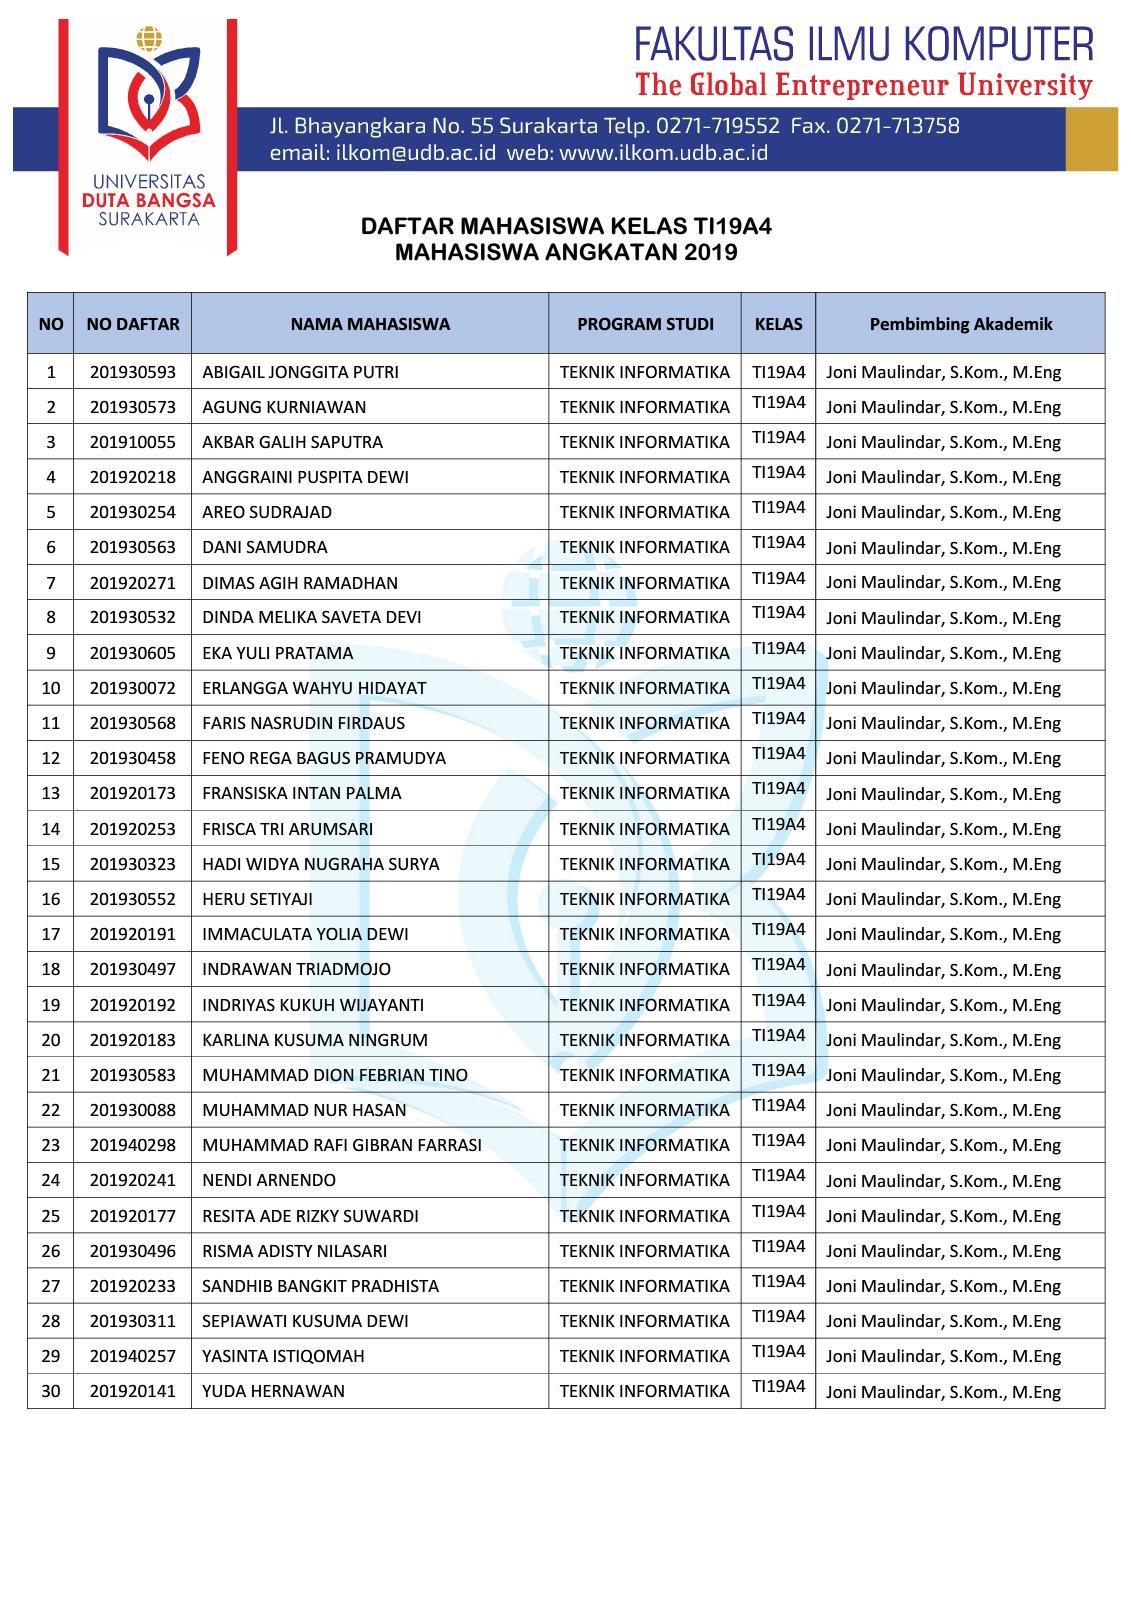 FAKULTAS ILMU KOMPUTER
The Global Entrepreneur University
Jl. Bhayangkara No. 55 Surakarta Telp. 0271-719552 Fax. 0271-713758
email: ilkom@udb.ac.id web: www.ilkom.udb.ac.id
UNIVERSITAS
DUTA BANGSA
SURAKARTA
DAFTAR MAHASISWA KELAS TI19A4
MAHASISWA ANGKATAN 2019
NO NO DAFTAR NAMA MAHASISWA PROGRAM STUDI KELAS Pembimbing Akademik
1 201930593 ABIGAIL JONGGITA PUTRI TEKNIK INFORMATIKA TI19A4 Joni Maulindar, S.Kom., M.Eng
2 201930573 AGUNG KURNIAWAN TEKNIK INFORMATIKA TI19A4 Joni Maulindar, S.Kom., M.Eng
3 201910055 AKBAR GALIH SAPUTRA TEKNIK INFORMATIKA TI19A4 Joni Maulindar, S.Kom., M.Eng
4 201920218 ANGGRAINI PUSPITA DEWI TEKNIK INFORMATIKA TI19A4 Joni Maulindar, S.Kom., M.Eng
5 201930254 AREO SUDRAJAD TEKNIK INFORMATIKA TI19A4 Joni Maulindar, S.Kom., M.Eng
6 201930563 DANI SAMUDRA TEKNIK INFORMATIKA TI19A4 Joni Maulindar, S.Kom., M.Eng
7 201920271 DIMAS AGIH RAMADHAN TEKNIK INFORMATIKA TI19A4 Joni Maulindar, S.Kom., M.Eng
8 201930532 DINDA MELIKA SAVETA DEVI TEKNIK INFORMATIKA TI19A4 Joni Maulindar, S.Kom., M.Eng
9 201930605 EKA YULI PRATAMA TEKNIK INFORMATIKA TI19A4 Joni Maulindar, S.Kom., M.Eng
10 201930072 ERLANGGA WAHYU HIDAYAT TEKNIK INFORMATIKA TI19A4 Joni Maulindar, S.Kom., M.Eng
11 201930568 FARIS NASRUDIN FIRDAUS TEKNIK INFORMATIKA TI19A4 Joni Maulindar, S.Kom., M.Eng
12 201930458 FENO REGA BAGUS PRAMUDYA TEKNIK INFORMATIKA TI19A4 Joni Maulindar, S.Kom., M.Eng
13 201920173 FRANSISKA INTAN PALMA TEKNIK INFORMATIKA TI19A4 Joni Maulindar, S.Kom., M.Eng
14 201920253 FRISCA TRI ARUMSARI TEKNIK INFORMATIKA TI19A4 Joni Maulindar, S.Kom., M.Eng
15 201930323 HADI WIDYA NUGRAHA SURYA TEKNIK INFORMATIKA TI19A4 Joni Maulindar, S.Kom., M.Eng
16 201930552 HERU SETIYAJI TEKNIK INFORMATIKA TI19A4 Joni Maulindar, S.Kom., M.Eng
17 201920191 IMMACULATA YOLIA DEWI TEKNIK INFORMATIKA TI19A4 Joni Maulindar, S.Kom., M.Eng
18 201930497 INDRAWAN TRIADMOJO TEKNIK INFORMATIKA TI19A4 Joni Maulindar, S.Kom., M.Eng
19 201920192 INDRIYAS KUKUH WIJAYANTI TEKNIK INFORMATIKA TI19A4 Joni Maulindar, S.Kom., M.Eng
20 201920183 KARLINA KUSUMA NINGRUM TEKNIK INFORMATIKA TI19A4 Joni Maulindar, S.Kom., M.Eng
21 201930583 MUHAMMAD DION FEBRIAN TINO TEKNIK INFORMATIKA TI19A4 Joni Maulindar, S.Kom., M.Eng
22 201930088 MUHAMMAD NUR HASAN TEKNIK INFORMATIKA TI19A4 Joni Maulindar, S.Kom., M.Eng
23 201940298 MUHAMMAD RAFI GIBRAN FARRASI TEKNIK INFORMATIKA TI19A4 Joni Maulindar, S.Kom., M.Eng
24 201920241 NENDI ARNENDO TEKNIK INFORMATIKA TI19A4 Joni Maulindar, S.Kom., M.Eng
25 201920177 RESITA ADE RIZKY SUWARDI TEKNIK INFORMATIKA TI19A4 Joni Maulindar, S.Kom., M.Eng
26 201930496 RISMA ADISTY NILASARI TEKNIK INFORMATIKA TI19A4 Joni Maulindar, S.Kom., M.Eng
27 201920233 SANDHIB BANGKIT PRADHISTA TEKNIK INFORMATIKA TI19A4 Joni Maulindar, S.Kom., M.Eng
28 201930311 SEPIAWATI KUSUMA DEWI TEKNIK INFORMATIKA TI19A4 Joni Maulindar, S.Kom., M.Eng
29 201940257 YASINTA ISTIQOMAH TEKNIK INFORMATIKA TI19A4 Joni Maulindar, S.Kom., M.Eng
30 201920141 YUDA HERNAWAN TEKNIK INFORMATIKA TI19A4 Joni Maulindar, S.Kom., M.Eng